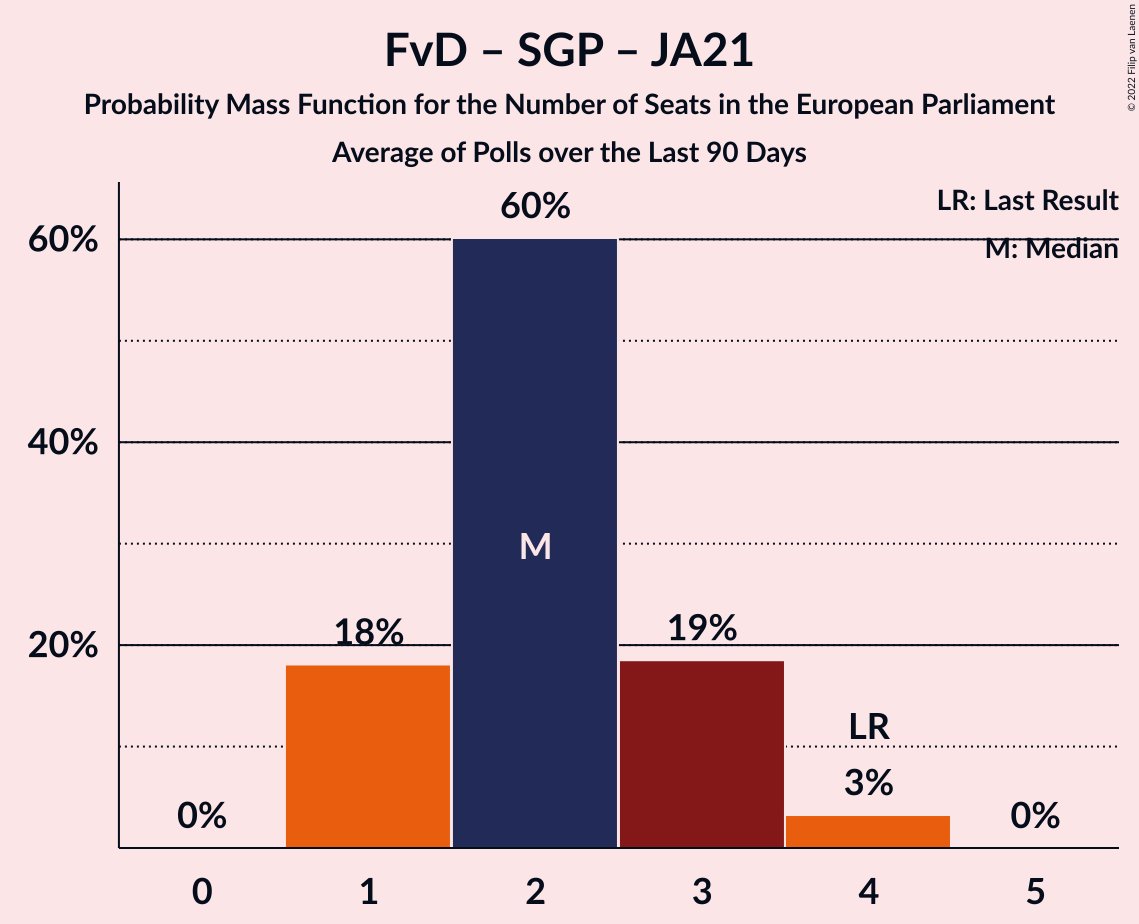 FvD – SGP – JA21
Probability Mass Function for the Number of Seats in the European Parliament
Average of Polls over the Last 90 Days
© 2022 Filip van Laenen
LR: Last Result
M: Median
60%
40%
20%
0%
18%
60%
M
19%
LR
3%
0%
0 1 2 3 4 5